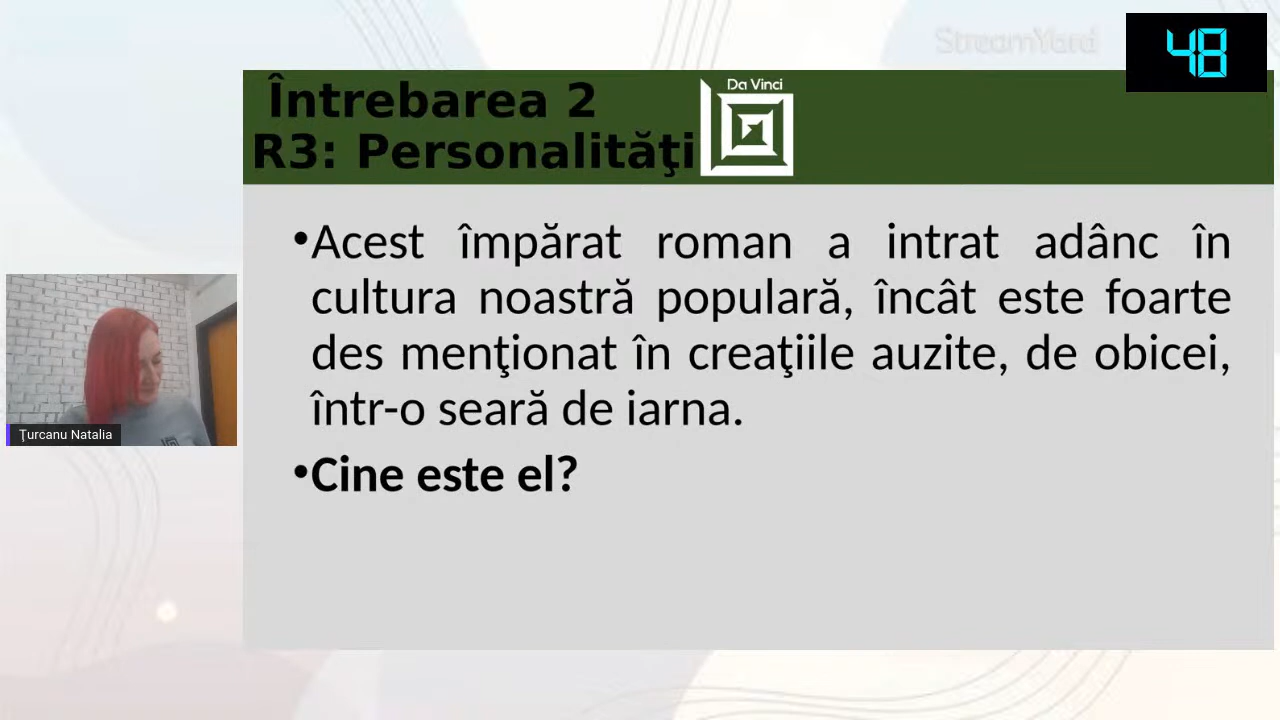 StreamYard
48
Întrebarea 2
Da Vinci
R3: Personalităţi
•Acest împărat roman a intrat adânc în
cultura noastră populară, încât este foarte
des menţionat în creaţiile auzite, de obicei,
într-o seară de iarna.
•Cine este el?
Ţurcanu Natalia